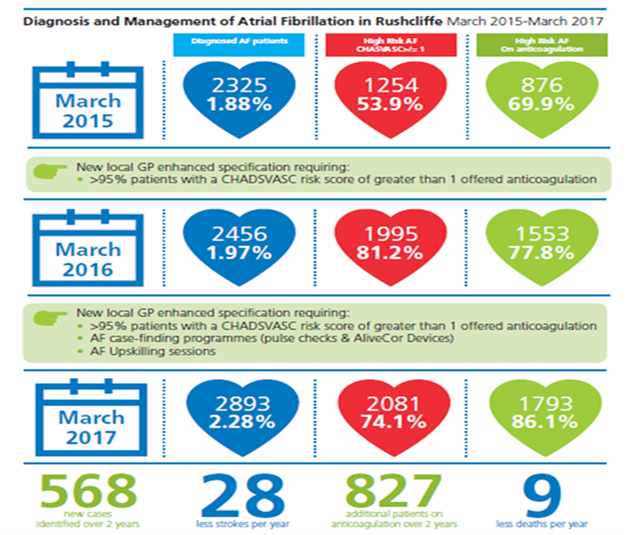 Diagnosis and Management of Atrial Fibrillation in Rushcliffe March 2015-March 2017
Diagnosed AF patients
High Risk AF
CHASVASC>/= 1
High Risk AF
On anticoagulation
March
2015
2325
1.88%
1254
53.9%
876
69.9%
New local GP enhanced specification requiring:
• >95% patients with a CHADSVASC risk score of greater than 1 offered anticoagulation
March
2016
2456
1.97%
1995
81.2%
1553
77.8%
New local GP enhanced specification requiring:
• >95% patients with a CHADSVASC risk score of greater than 1 offered anticoagulation
• AF case-finding programmes (pulse checks & AliveCor Devices)
• AF Upskilling sessions
March
2017
2893
2.28%
2081
74.1%
1793
86.1%
568
new cases
identified over 2 years
28
less strokes per year
827
additional patients on
anticoagulation over 2 years
9
less deaths per year